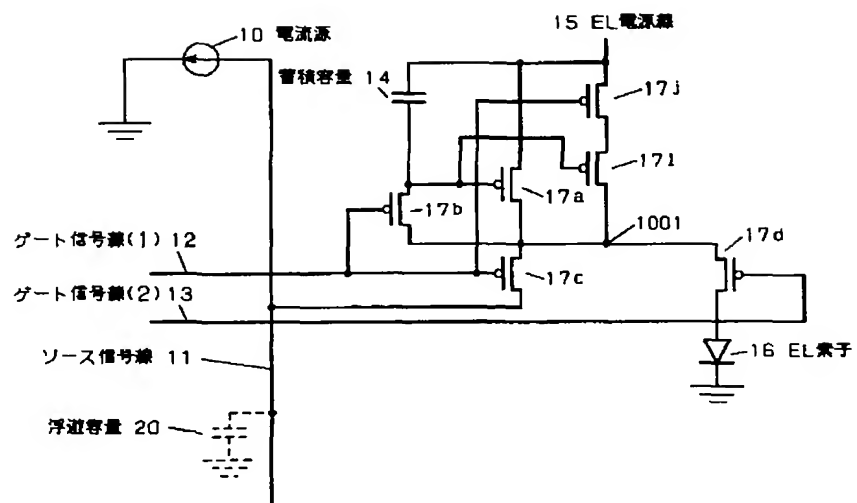 10 電流源
15 EL電源線
蓄積容量 14
17j
17l
17a
17b
1001
17d
ゲート信号線(1) 12
17c
ゲート信号線(2) 13
ソース信号線 11
16 EL素子
浮遊容量 20